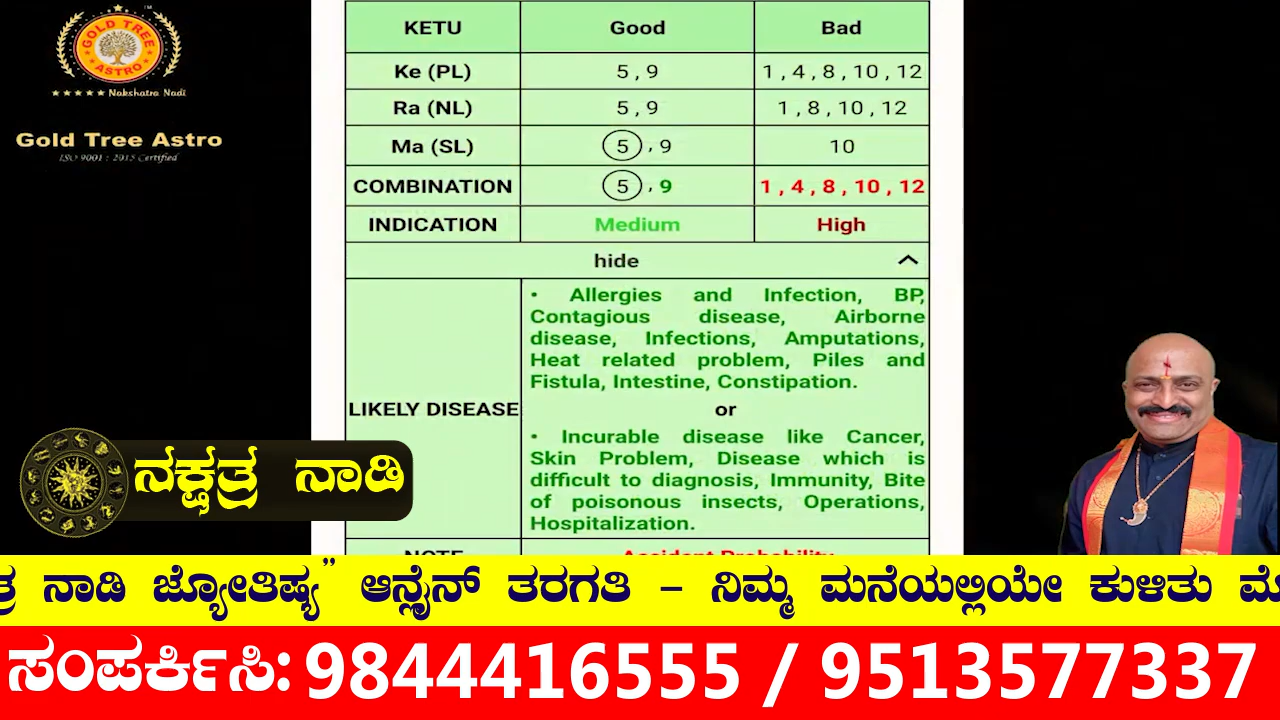 GOLD TREE
ASTRO
TM
★★★★★ Nakshatra Nadi
Gold Tree Astro
ISO 9001 : 2015 Certified
KETU Good Bad
Ke (PL) 5 , 9 1 , 4 , 8 , 10 , 12
Ra (NL) 5 , 9 1 , 8 , 10 , 12
Ma (SL) 5 , 9 10
COMBINATION 5 , 9 1 , 4 , 8 , 10 , 12
INDICATION Medium High
hide
LIKELY DISEASE
• Allergies and Infection, BP,
Contagious disease, Airborne
disease, Infections, Amputations,
Heat related problem, Piles and
Fistula, Intestine, Constipation.
or
• Incurable disease like Cancer,
Skin Problem, Disease which is
difficult to diagnosis, Immunity, Bite
of poisonous insects, Operations,
Hospitalization.
NOTE Accident Probability
ನಕ್ಷತ್ರ ನಾಡಿ
ನಾಡಿ ಜ್ಯೋತಿಷ್ಯ” ಆನ್ಲೈನ್ ತರಗತಿ – ನಿಮ್ಮ ಮನೆಯಲ್ಲಿಯೇ ಕುಳಿತು
ಸಂಪರ್ಕಿಸಿ: 9844416555 / 9513577337